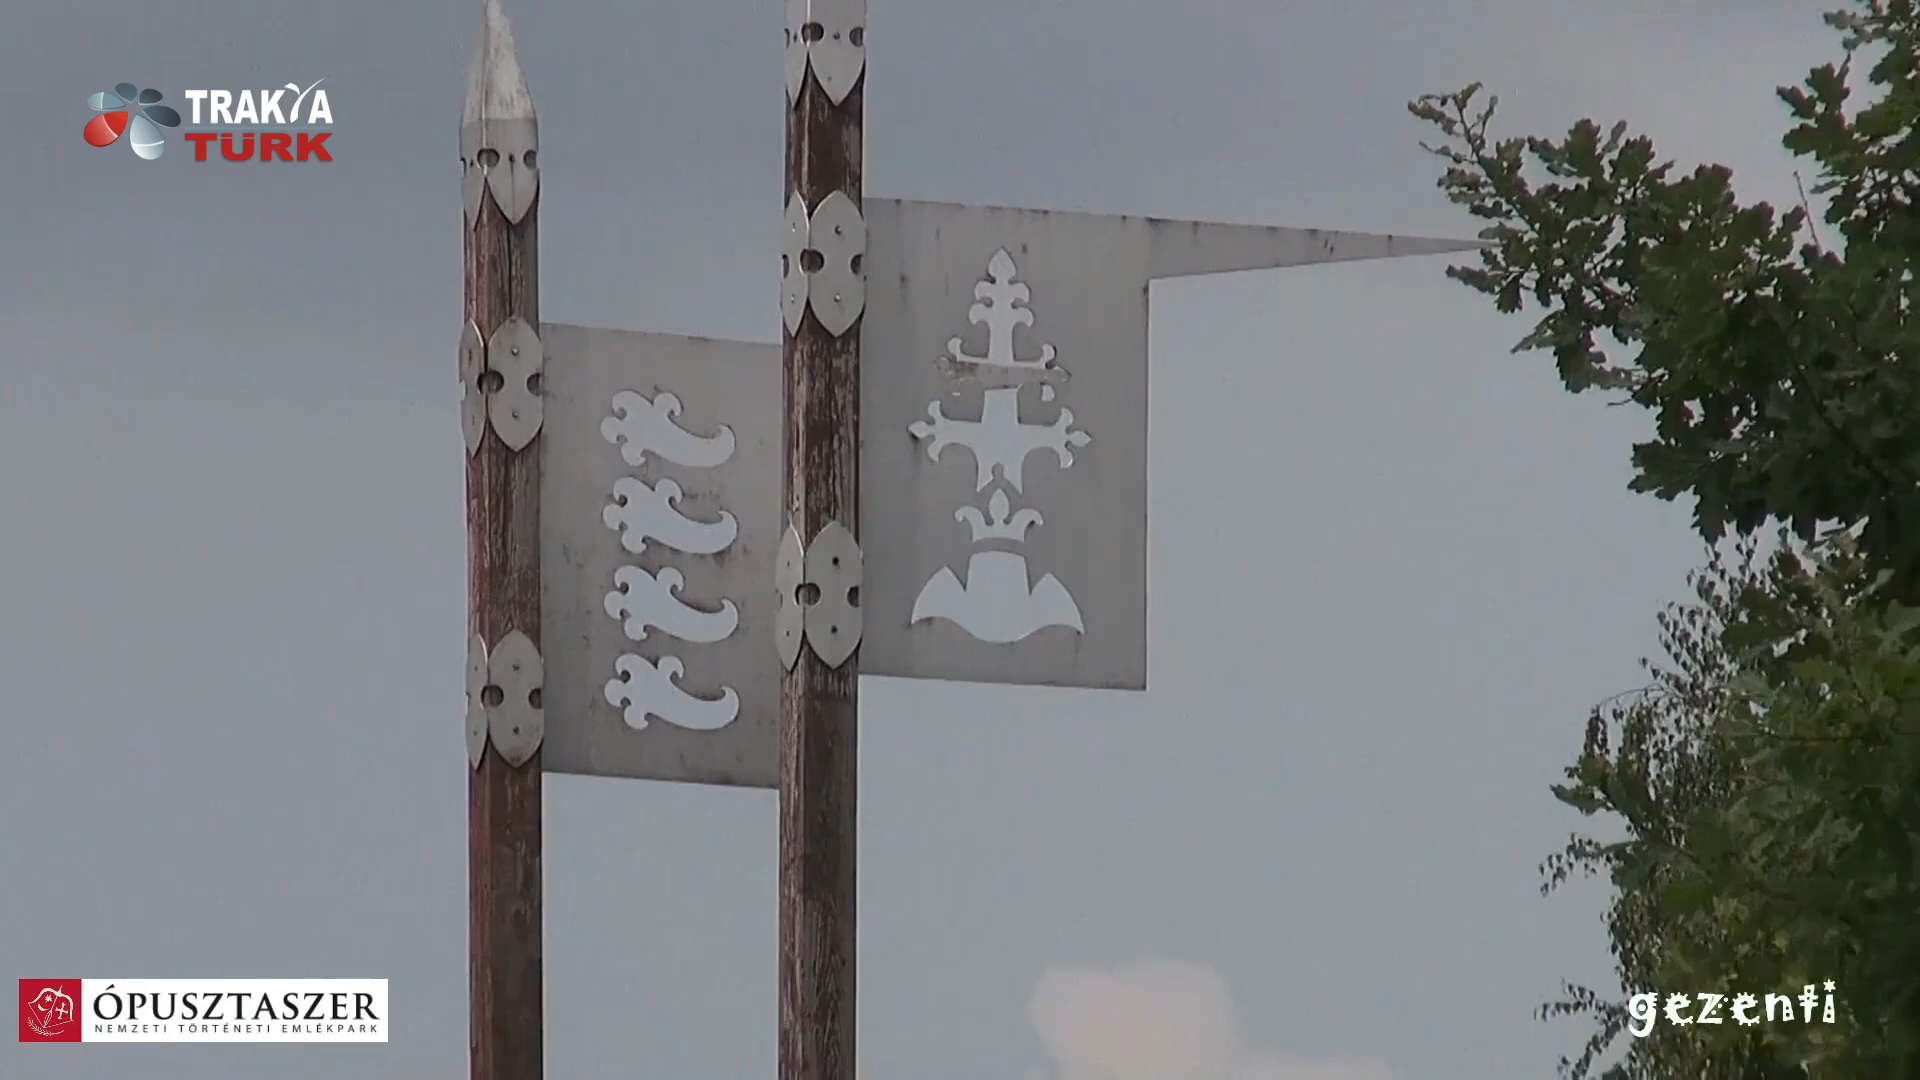 TRAKYA
TÜRK
ÓPUSZTASZER
NEMZETI TÖRTÉNETI EMLÉKPARK
gezenti